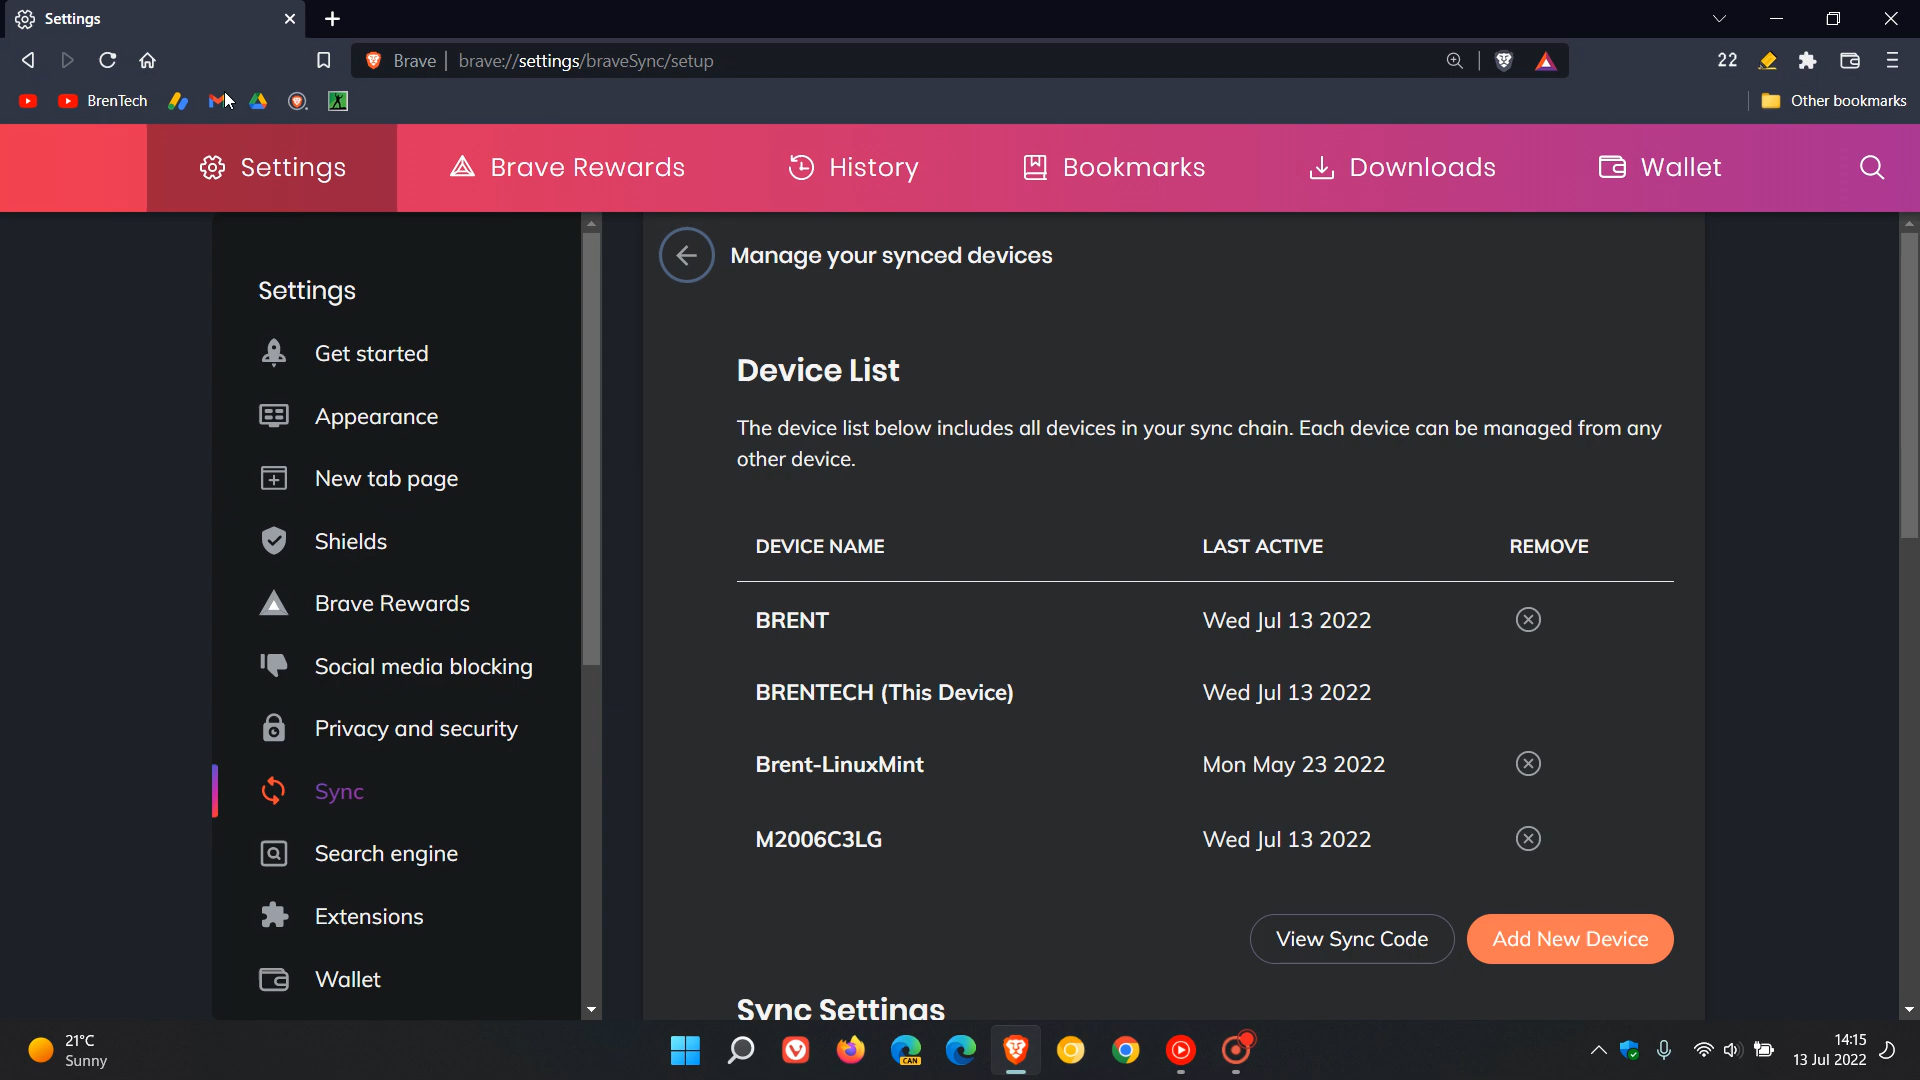 Settings
Brave
brave://settings/braveSync/setup
22
BrenTech
Other bookmarks
Settings
Brave Rewards
History
Bookmarks
Downloads
Wallet
Settings
Get started
Appearance
New tab page
Shields
Brave Rewards
Social media blocking
Privacy and security
Sync
Search engine
Extensions
Wallet
Manage your synced devices
Device List
The device list below includes all devices in your sync chain. Each device can be managed from any
other device.
DEVICE NAME LAST ACTIVE REMOVE
BRENT Wed Jul 13 2022
BRENTECH (This Device) Wed Jul 13 2022
Brent-LinuxMint Mon May 23 2022
M2006C3LG Wed Jul 13 2022
View Sync Code
Add New Device
Sync Settings
21°C
Sunny
CAN
14:15
13 Jul 2022